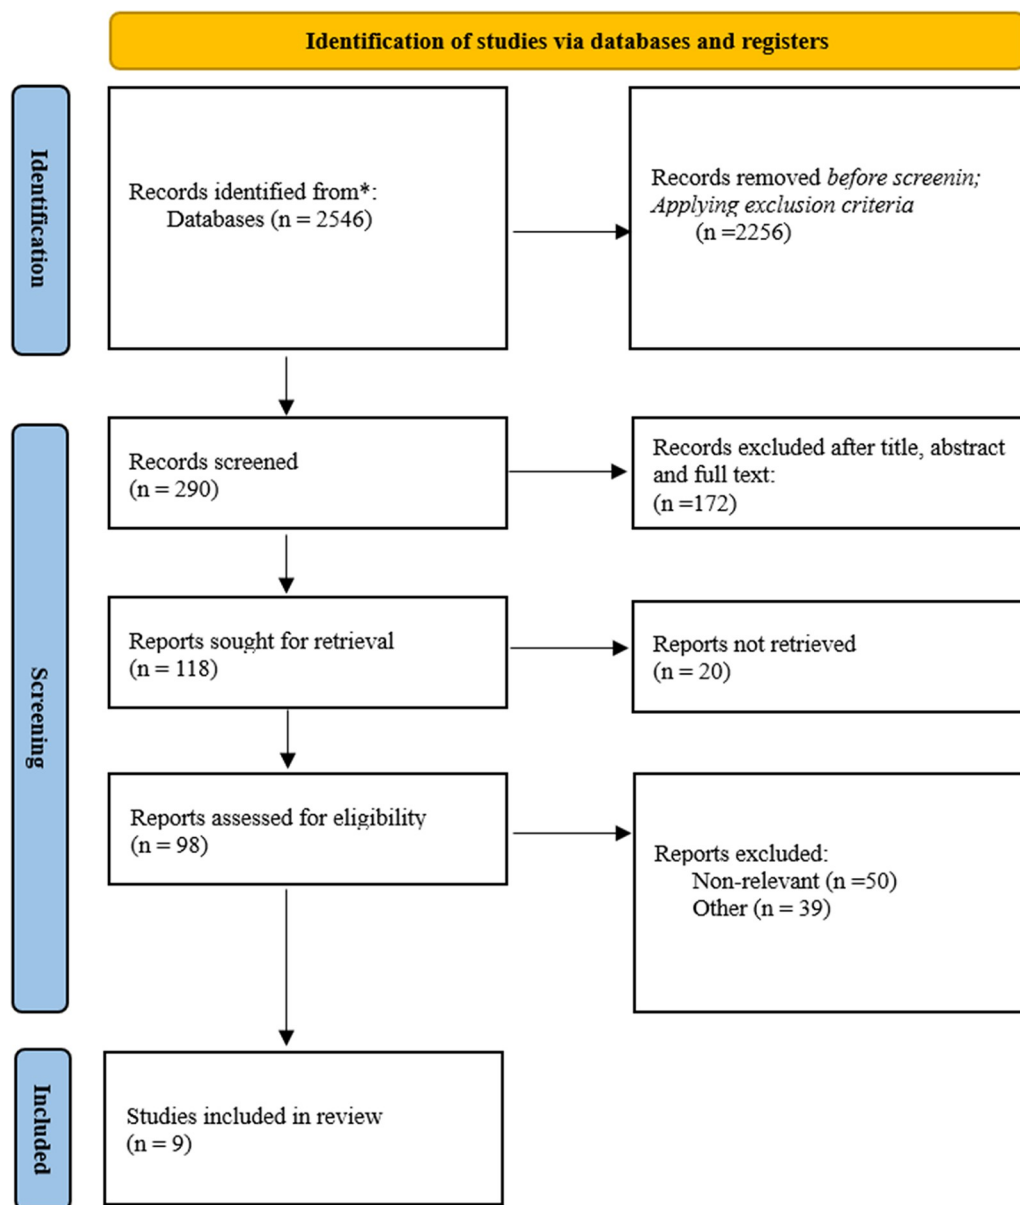 Identification of studies via databases and registers
Identification
Records identified from*:
Databases (n = 2546)
Records removed before screenin;
Applying exclusion criteria
(n =2256)
Screening
Records screened
(n = 290)
Records excluded after title, abstract
and full text:
(n =172)
Reports sought for retrieval
(n = 118)
Reports not retrieved
(n = 20)
Reports assessed for eligibility
(n = 98)
Reports excluded:
Non-relevant (n =50)
Other (n = 39)
Included
Studies included in review
(n = 9)